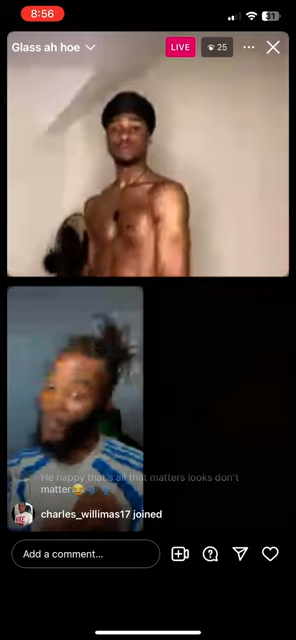 8:56
31
Glass ah hoe
LIVE
25
He happy that's all that matters looks don't
matter😂
charles_willimas17 joined
Add a comment...